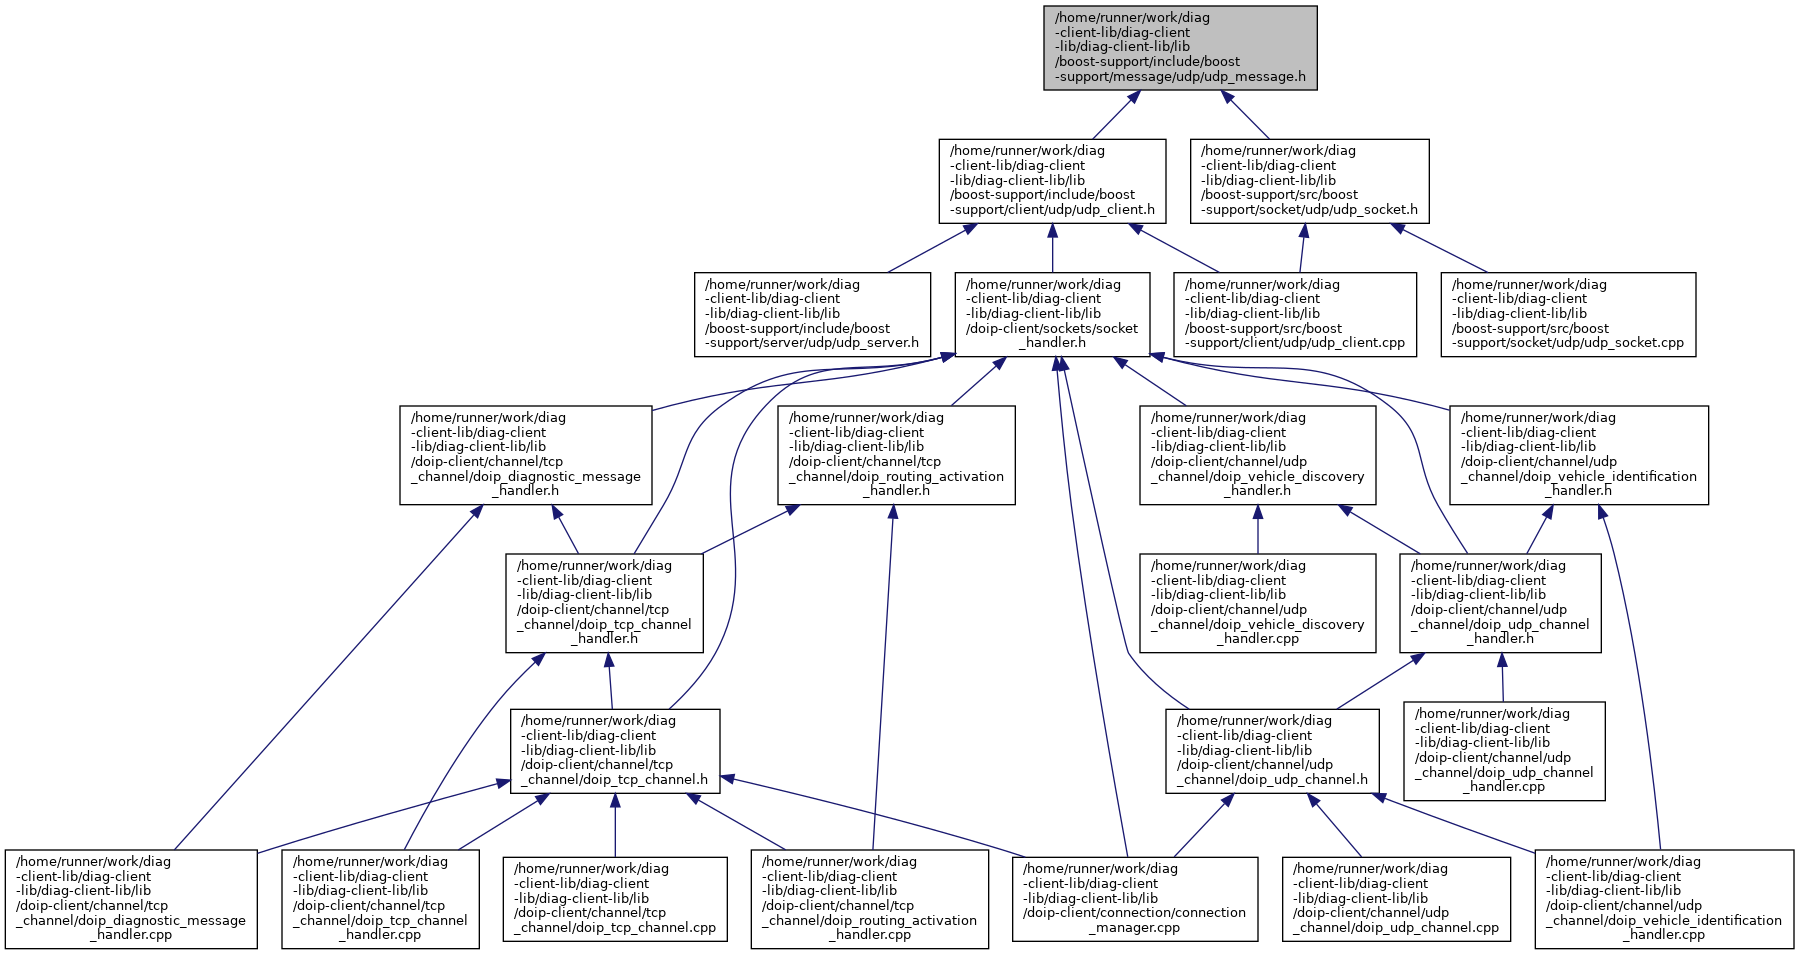 /home/runner/work/diag
-client-lib/diag-client
-lib/diag-client-lib/lib
/boost-support/include/boost
-support/message/udp/udp_message.h
/home/runner/work/diag
-client-lib/diag-client
-lib/diag-client-lib/lib
/boost-support/include/boost
-support/client/udp/udp_client.h
/home/runner/work/diag
-client-lib/diag-client
-lib/diag-client-lib/lib
/boost-support/src/boost
-support/socket/udp/udp_socket.h
/home/runner/work/diag
-client-lib/diag-client
-lib/diag-client-lib/lib
/boost-support/include/boost
-support/server/udp/udp_server.h
/home/runner/work/diag
-client-lib/diag-client
-lib/diag-client-lib/lib
/doip-client/sockets/socket
_handler.h
/home/runner/work/diag
-client-lib/diag-client
-lib/diag-client-lib/lib
/boost-support/src/boost
-support/client/udp/udp_client.cpp
/home/runner/work/diag
-client-lib/diag-client
-lib/diag-client-lib/lib
/boost-support/src/boost
-support/socket/udp/udp_socket.cpp
/home/runner/work/diag
-client-lib/diag-client
-lib/diag-client-lib/lib
/doip-client/channel/tcp
_channel/doip_diagnostic_message
_handler.h
/home/runner/work/diag
-client-lib/diag-client
-lib/diag-client-lib/lib
/doip-client/channel/tcp
_channel/doip_routing_activation
_handler.h
/home/runner/work/diag
-client-lib/diag-client
-lib/diag-client-lib/lib
/doip-client/channel/udp
_channel/doip_vehicle_discovery
_handler.h
/home/runner/work/diag
-client-lib/diag-client
-lib/diag-client-lib/lib
/doip-client/channel/udp
_channel/doip_vehicle_identification
_handler.h
/home/runner/work/diag
-client-lib/diag-client
-lib/diag-client-lib/lib
/doip-client/channel/tcp
_channel/doip_tcp_channel
_handler.h
/home/runner/work/diag
-client-lib/diag-client
-lib/diag-client-lib/lib
/doip-client/channel/udp
_channel/doip_vehicle_discovery
_handler.cpp
/home/runner/work/diag
-client-lib/diag-client
-lib/diag-client-lib/lib
/doip-client/channel/udp
_channel/doip_udp_channel
_handler.h
/home/runner/work/diag
-client-lib/diag-client
-lib/diag-client-lib/lib
/doip-client/channel/tcp
_channel/doip_tcp_channel.h
/home/runner/work/diag
-client-lib/diag-client
-lib/diag-client-lib/lib
/doip-client/channel/udp
_channel/doip_udp_channel.h
/home/runner/work/diag
-client-lib/diag-client
-lib/diag-client-lib/lib
/doip-client/channel/udp
_channel/doip_udp_channel
_handler.cpp
/home/runner/work/diag
-client-lib/diag-client
-lib/diag-client-lib/lib
/doip-client/channel/tcp
_channel/doip_diagnostic_message
_handler.cpp
/home/runner/work/diag
-client-lib/diag-client
-lib/diag-client-lib/lib
/doip-client/channel/tcp
_channel/doip_tcp_channel
_handler.cpp
/home/runner/work/diag
-client-lib/diag-client
-lib/diag-client-lib/lib
/doip-client/channel/tcp
_channel/doip_tcp_channel.cpp
/home/runner/work/diag
-client-lib/diag-client
-lib/diag-client-lib/lib
/doip-client/channel/tcp
_channel/doip_routing_activation
_handler.cpp
/home/runner/work/diag
-client-lib/diag-client
-lib/diag-client-lib/lib
/doip-client/connection/connection
_manager.cpp
/home/runner/work/diag
-client-lib/diag-client
-lib/diag-client-lib/lib
/doip-client/channel/udp
_channel/doip_udp_channel.cpp
/home/runner/work/diag
-client-lib/diag-client
-lib/diag-client-lib/lib
/doip-client/channel/udp
_channel/doip_vehicle_identification
_handler.cpp